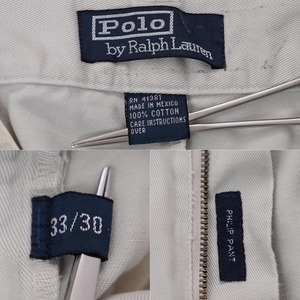 Polo
by Ralph Lauren
RN 41381
MADE IN MEXICO
100% COTTON
CARE INSTRUCTIONS
OVER
33/30
PHILIP PANT